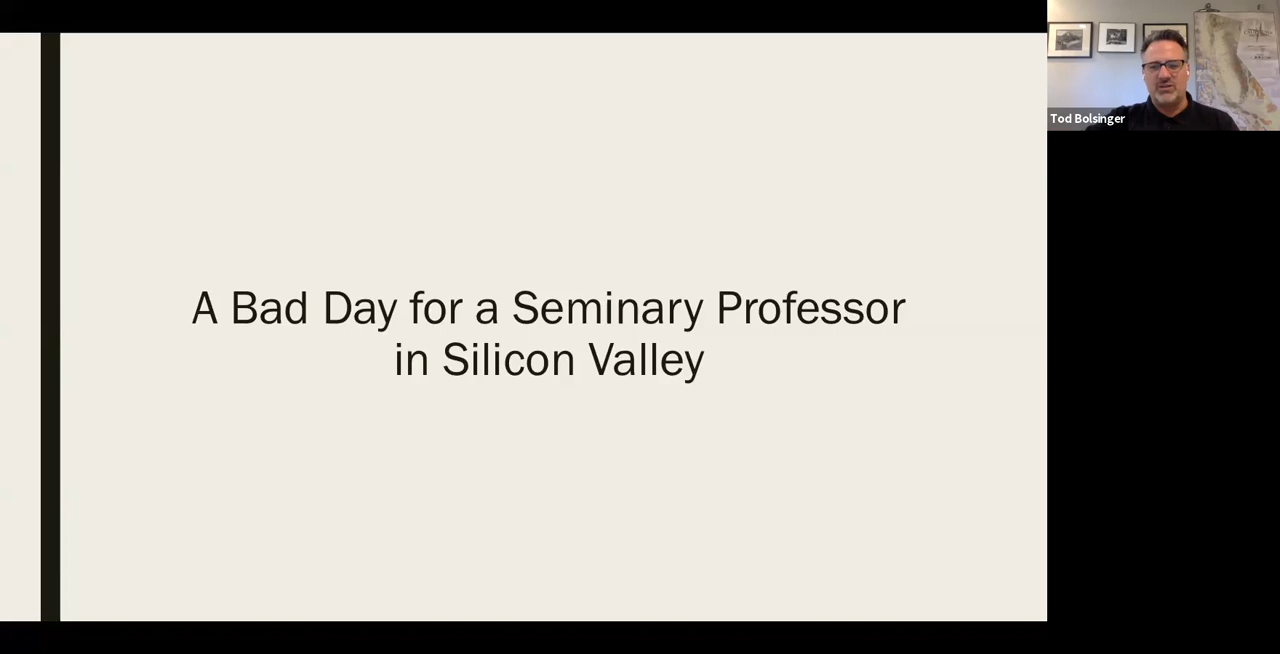 A Bad Day for a Seminary Professor
in Silicon Valley
Tod Bolsinger